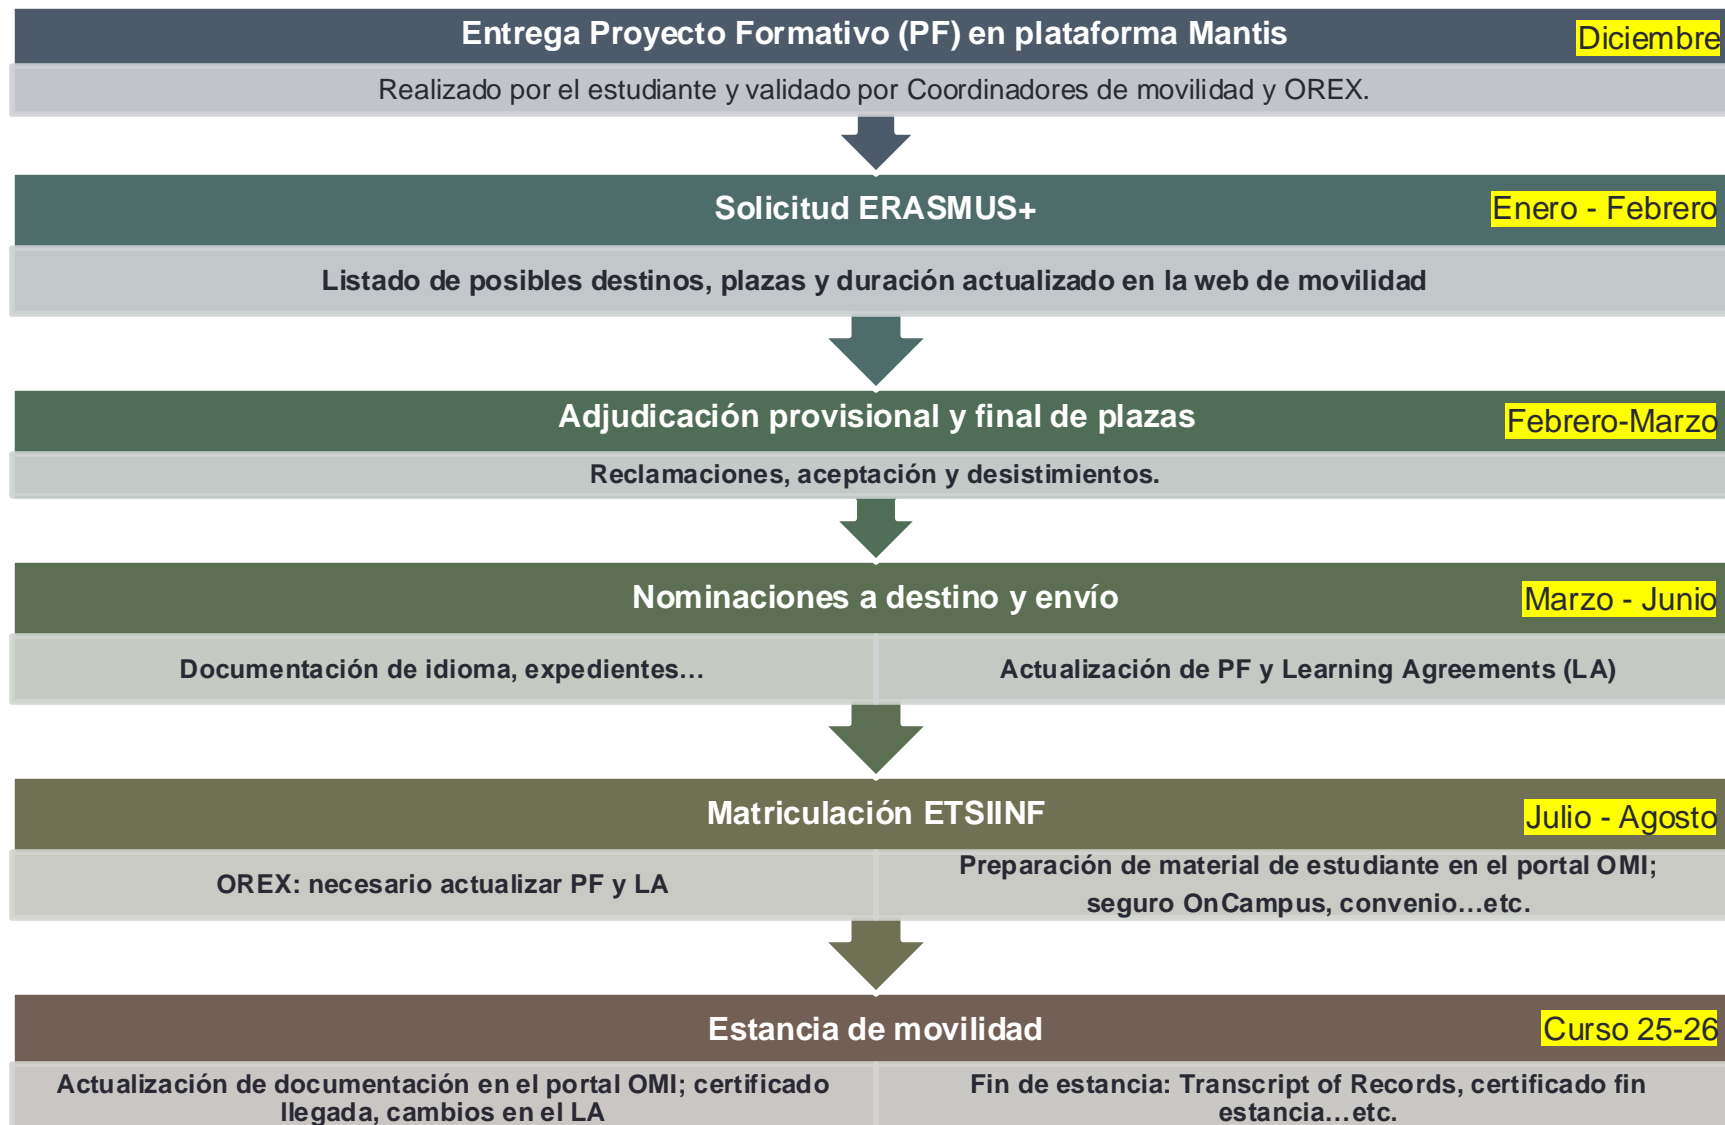 Entrega Proyecto Formativo (PF) en plataforma Mantis
Diciembre
Realizado por el estudiante y validado por Coordinadores de movilidad y OREX.
Solicitud ERASMUS+
Enero - Febrero
Listado de posibles destinos, plazas y duración actualizado en la web de movilidad
Adjudicación provisional y final de plazas
Febrero-Marzo
Reclamaciones, aceptación y desistimientos.
Nominaciones a destino y envío
Marzo - Junio
Documentación de idioma, expedientes…
Actualización de PF y Learning Agreements (LA)
Matriculación ETSIINF
Julio - Agosto
OREX: necesario actualizar PF y LA
Preparación de material de estudiante en el portal OMI;
seguro OnCampus, convenio…etc.
Estancia de movilidad
Curso 25-26
Actualización de documentación en el portal OMI; certificado
llegada, cambios en el LA
Fin de estancia: Transcript of Records, certificado fin
estancia…etc.